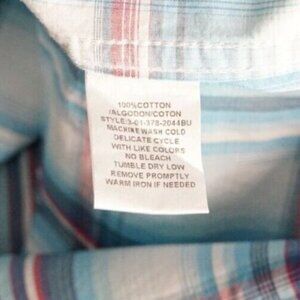 100%COTTON
/ALGODON/COTON
STYLE:3-01-378-2044BU
MACHINE WASH COLD
DELICATE CYCLE
WITH LIKE COLORS
NO BLEACH
TUMBLE DRY LOW
REMOVE PROMPTLY
WARM IRON IF NEEDED